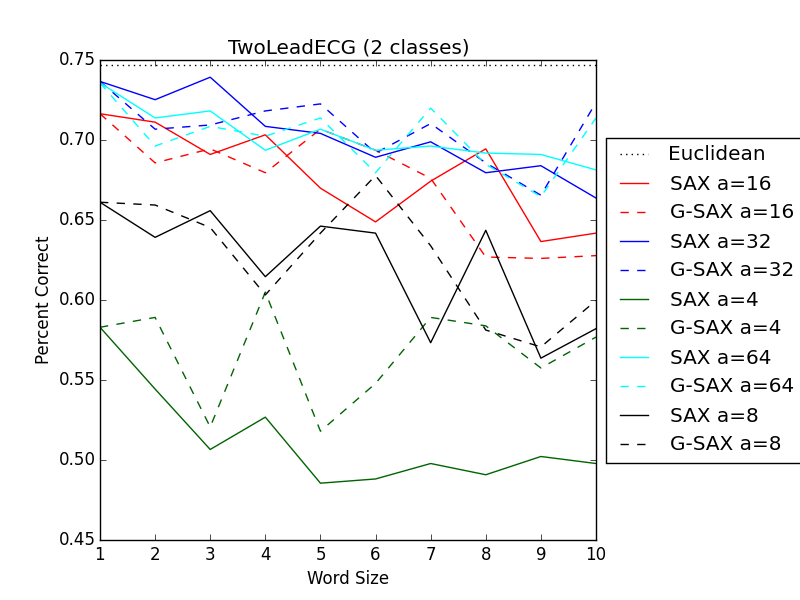 TwoLeadECG (2 classes)
0.75
0.70
0.65
0.60
0.55
0.50
0.45
Percent Correct
1 2 3 4 5 6 7 8 9 10
Word Size
Euclidean
SAX a=16
G-SAX a=16
SAX a=32
G-SAX a=32
SAX a=4
G-SAX a=4
SAX a=64
G-SAX a=64
SAX a=8
G-SAX a=8